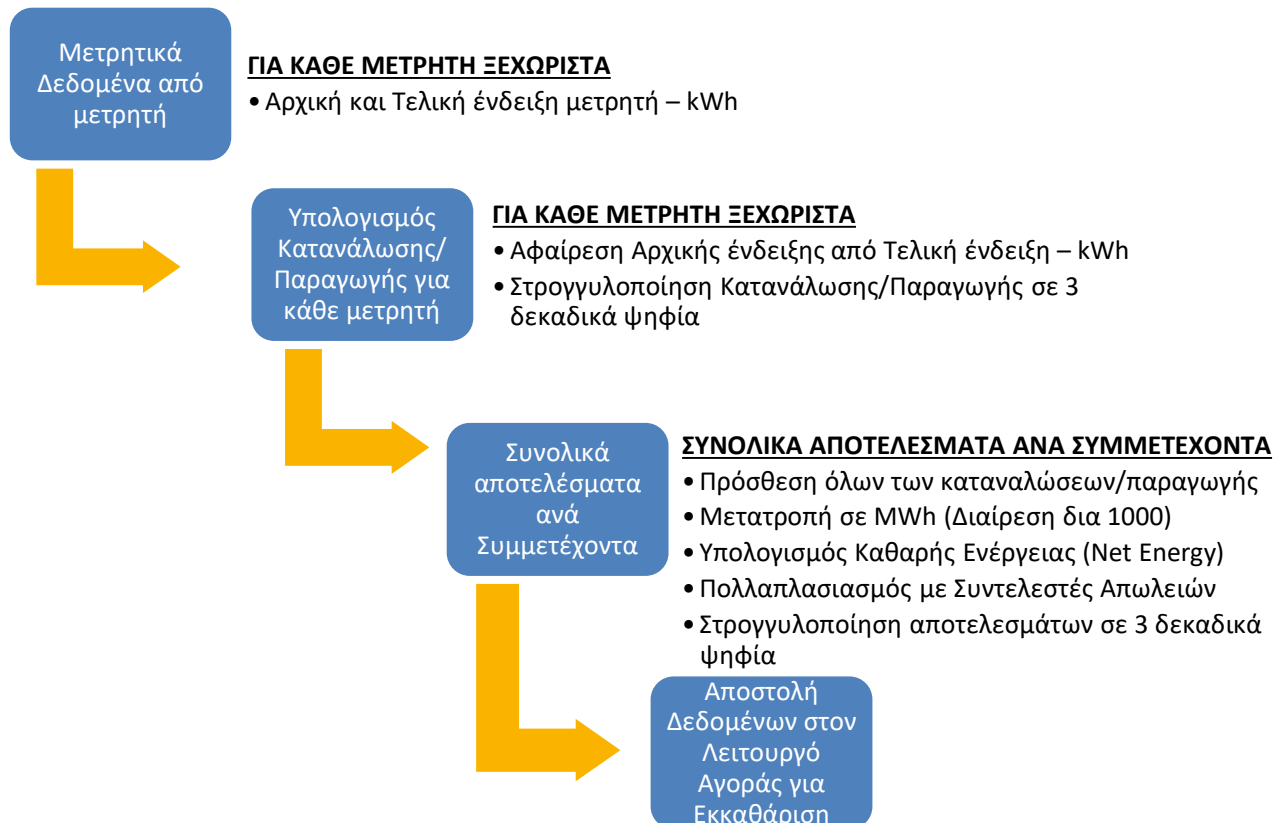 Μετρητικά
Δεδομένα από
μετρητή
ΓΙΑ ΚΑΘΕ ΜΕΤΡΗΤΗ ΞΕΧΩΡΙΣΤΑ
• Αρχική και Τελική ένδειξη μετρητή – kWh
Υπολογισμός
Κατανάλωσης/
Παραγωγής για
κάθε μετρητή
ΓΙΑ ΚΑΘΕ ΜΕΤΡΗΤΗ ΞΕΧΩΡΙΣΤΑ
• Αφαίρεση Αρχικής ένδειξης από Τελική ένδειξη – kWh
• Στρογγυλοποίηση Κατανάλωσης/Παραγωγής σε 3
δεκαδικά ψηφία
Συνολικά
αποτελέσματα
ανά
Συμμετέχοντα
ΣΥΝΟΛΙΚΑ ΑΠΟΤΕΛΕΣΜΑΤΑ ΑΝΑ ΣΥΜΜΕΤΕΧΟΝΤΑ
• Πρόσθεση όλων των καταναλώσεων/παραγωγής
• Μετατροπή σε MWh (Διαίρεση δια 1000)
• Υπολογισμός Καθαρής Ενέργειας (Net Energy)
• Πολλαπλασιασμός με Συντελεστές Απωλειών
• Στρογγυλοποίηση αποτελεσμάτων σε 3 δεκαδικά
ψηφία
Αποστολή
Δεδομένων στον
Λειτουργό
Αγοράς για
Εκκαθάριση